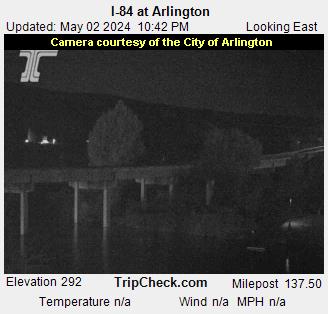 I-84 at Arlington
Updated: May 02 2024 10:42 PM Looking East
Camera courtesy of the City of Arlington
Elevation 292 TripCheck.com Milepost 137.50
Temperature n/a Wind n/a MPH n/a